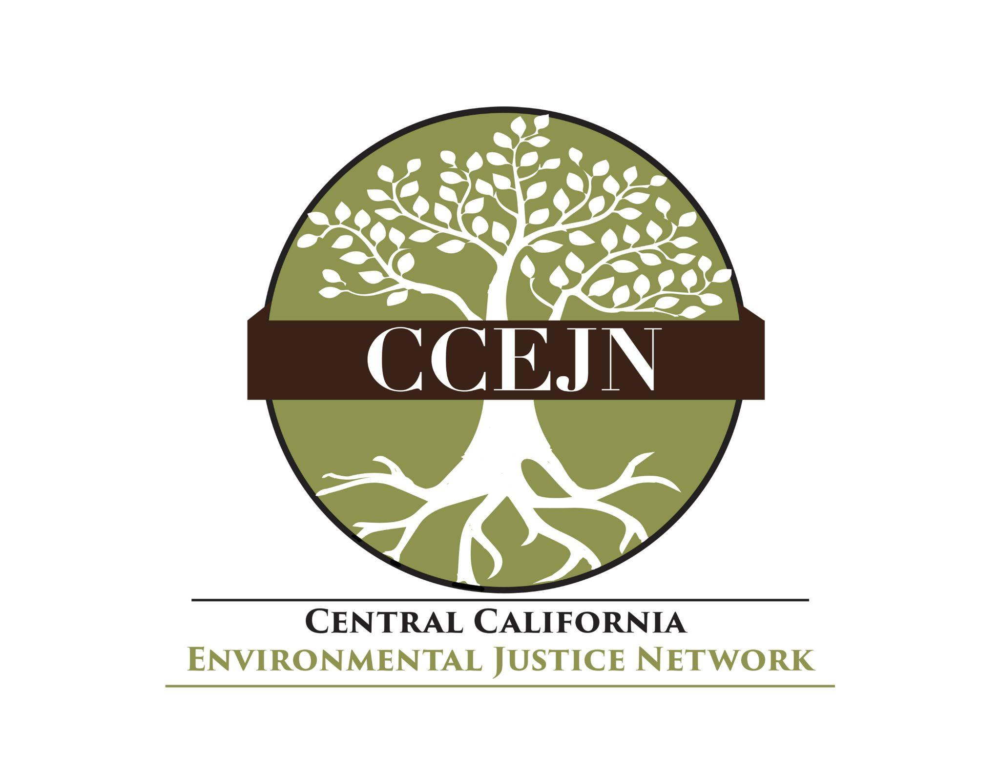 CCEJN
Central California
Environmental Justice Network